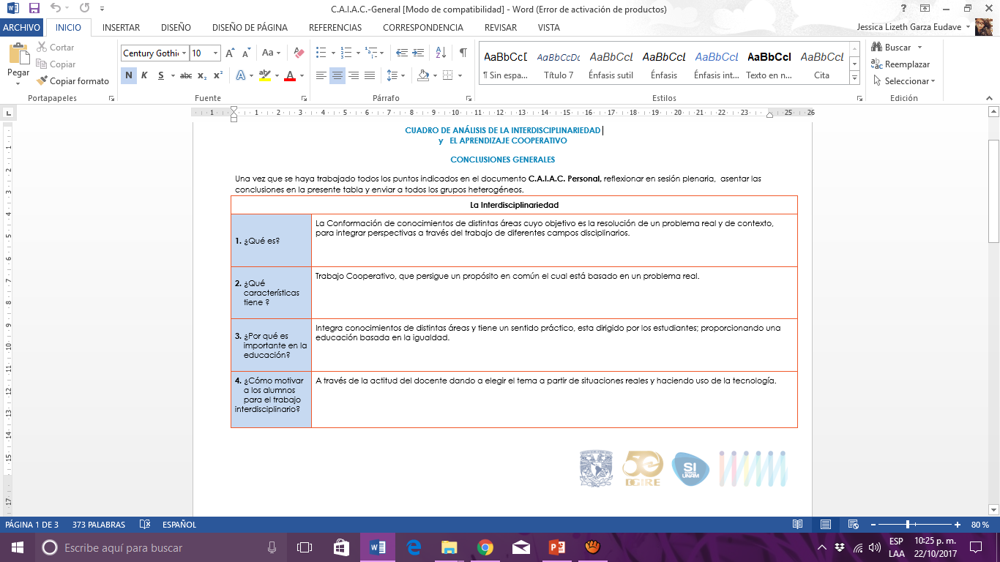 C.A.I.A.C.-General [Modo de compatibilidad] - Word (Error de activación de productos)
ARCHIVO INICIO INSERTAR DISEÑO DISEÑO DE PÁGINA REFERENCIAS CORRESPONDENCIA REVISAR VISTA Jessica Lizeth Garza Eudave
Pegar
Cortar
Copiar
Copiar formato
Portapapeles
Century Gothi 10
N K S abc x₂ x²
Fuente
Párrafo
AaBbCcD AaBbCcDc AaBbCcL AaBbCcL AaBbCcL AaBbCcl AaBbCcL
¶ Sin espa... Título 7 Énfasis sutil Énfasis Énfasis int... Texto en n... Cita
Estilos
Buscar
Reemplazar
Seleccionar
Edición
1 1 2 3 4 5 6 7 8 9 10 11 12 13 14 15 16 17 18 19 20 21 22 23 25 26
CUADRO DE ANÁLISIS DE LA INTERDISCIPLINARIEDAD
y EL APRENDIZAJE COOPERATIVO
CONCLUSIONES GENERALES
Una vez que se haya trabajado todos los puntos indicados en el documento C.A.I.A.C. Personal, reflexionar en sesión plenaria, asentar las
conclusiones en la presente tabla y enviar a todos los grupos heterogéneos.
La Interdisciplinariedad
1. ¿Qué es?
La Conformación de conocimientos de distintas áreas cuyo objetivo es la resolución de un problema real y de contexto,
para integrar perspectivas a través del trabajo de diferentes campos disciplinarios.
2. ¿Qué
características
tiene ?
Trabajo Cooperativo, que persigue un propósito en común el cual está basado en un problema real.
3. ¿Por qué es
importante en la
educación?
Integra conocimientos de distintas áreas y tiene un sentido práctico, esta dirigido por los estudiantes; proporcionando una
educación basada en la igualdad.
4. ¿Cómo motivar
a los alumnos
para el trabajo
interdisciplinario?
A través de la actitud del docente dando a elegir el tema a partir de situaciones reales y haciendo uso de la tecnología.
50 DGIRE
SI UNAM
PÁGINA 1 DE 3 373 PALABRAS ESPAÑOL 80 %
Escribe aquí para buscar
ESP 10:25 p. m.
LAA 22/10/2017